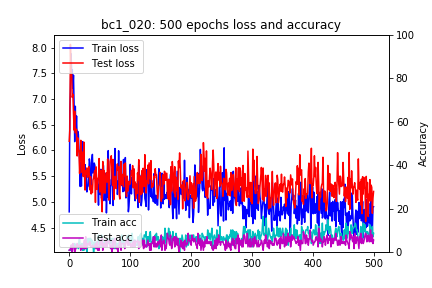 bc1_020: 500 epochs loss and accuracy
Train loss
Test loss
Train acc
Test acc
Loss
8.0
7.5
7.0
6.5
6.0
5.5
5.0
4.5
Accuracy
100
80
60
40
20
0
0
100
200
300
400
500